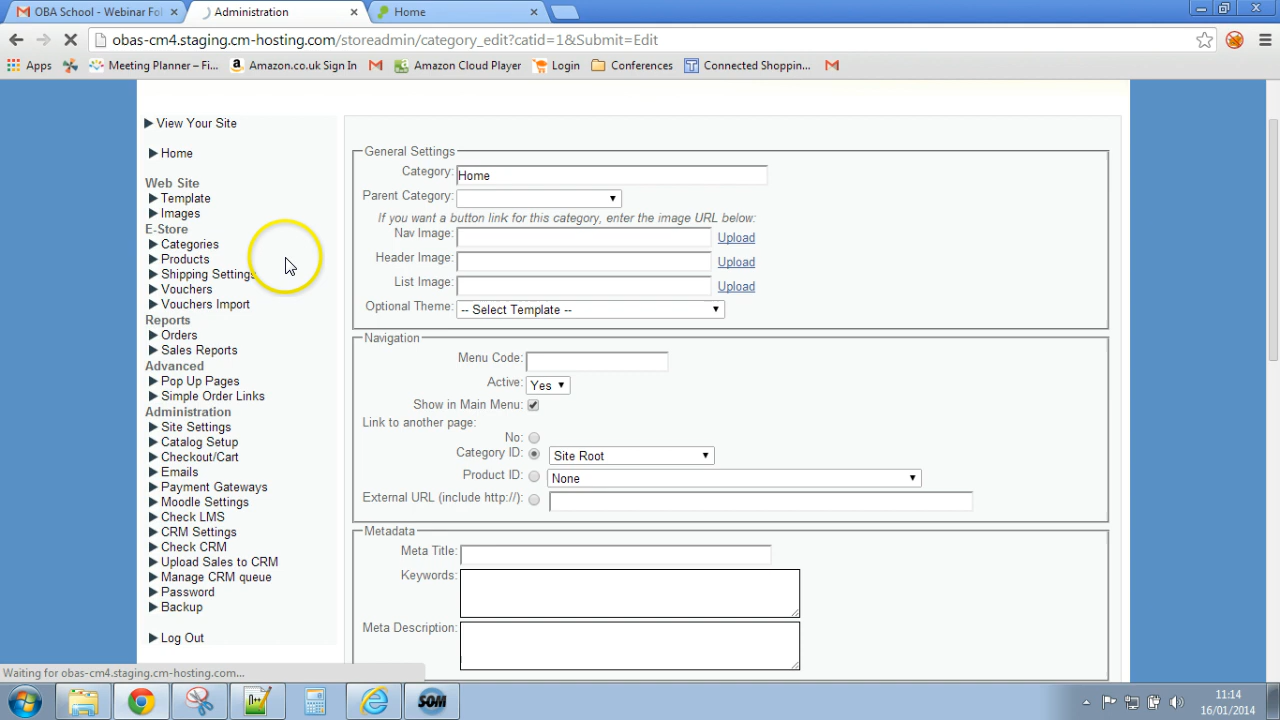 OBA School - Webinar Fol
Administration
Home
obas-cm4.staging.cm-hosting.com/storeadmin/category_edit?catid=1&Submit=Edit
Apps
Meeting Planner – Fi...
Amazon.co.uk Sign In
Amazon Cloud Player
Login
Conferences
Connected Shoppin...
View Your Site
Home
Web Site
Template
Images
E-Store
Categories
Products
Shipping Settings
Vouchers
Vouchers Import
Reports
Orders
Sales Reports
Advanced
Pop Up Pages
Simple Order Links
Administration
Site Settings
Catalog Setup
Checkout/Cart
Emails
Payment Gateways
Moodle Settings
Check LMS
CRM Settings
Check CRM
Upload Sales to CRM
Manage CRM queue
Password
Backup
Log Out
General Settings
Category: Home
Parent Category:
If you want a button link for this category, enter the image URL below:
Nav Image: Upload
Header Image: Upload
List Image: Upload
Optional Theme: -- Select Template --
Navigation
Menu Code:
Active: Yes
Show in Main Menu:
Link to another page:
No:
Category ID: Site Root
Product ID: None
External URL (include http://):
Metadata
Meta Title:
Keywords:
Meta Description:
Waiting for obas-cm4.staging.cm-hosting.com...
SOM
11:14
16/01/2014